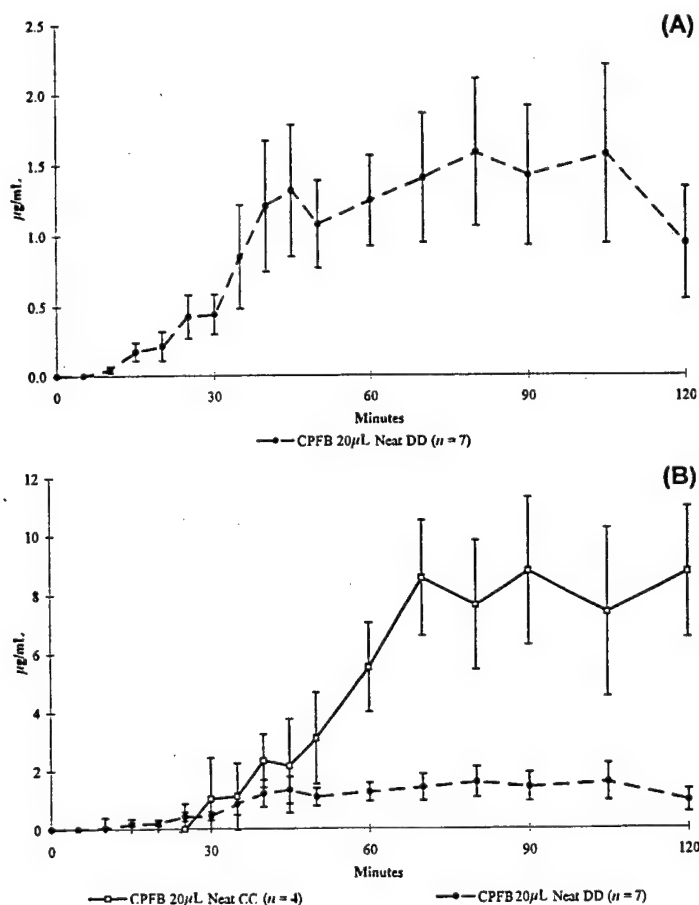 (A)
2.5
2.0
1.5
1.0
0.5
0.0
µg/mL
0 30 60 90 120
Minutes
CPFB 20µL Neat DD (n = 7)
(B)
12
10
8
6
4
2
0
µg/mL
0 30 60 90 120
Minutes
CPFB 20µL Neat CC (n = 4) CPFB 20µL Neat DD (n = 7)